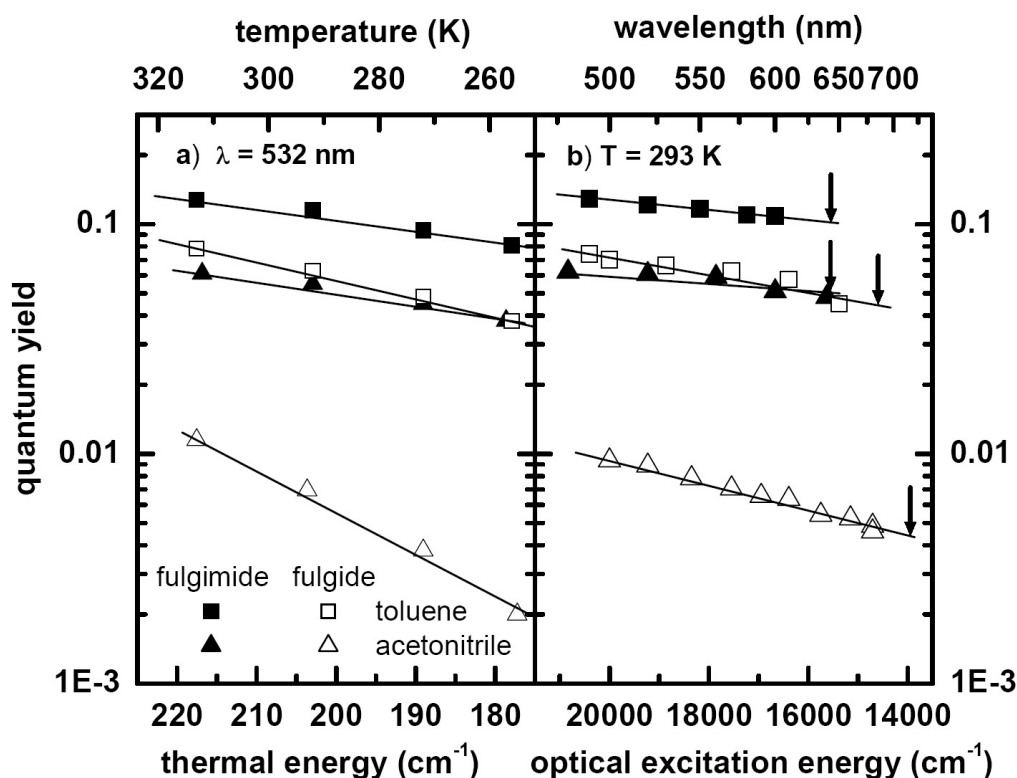 temperature (K)
320 300 280 260
a) λ = 532 nm
quantum yield
0.1
0.01
1E-3
fulgimide fulgide
toluene
acetonitrile
220 210 200 190 180
thermal energy (cm⁻¹)
wavelength (nm)
500 550 600 650 700
b) T = 293 K
0.1
0.01
1E-3
20000 18000 16000 14000
optical excitation energy (cm⁻¹)